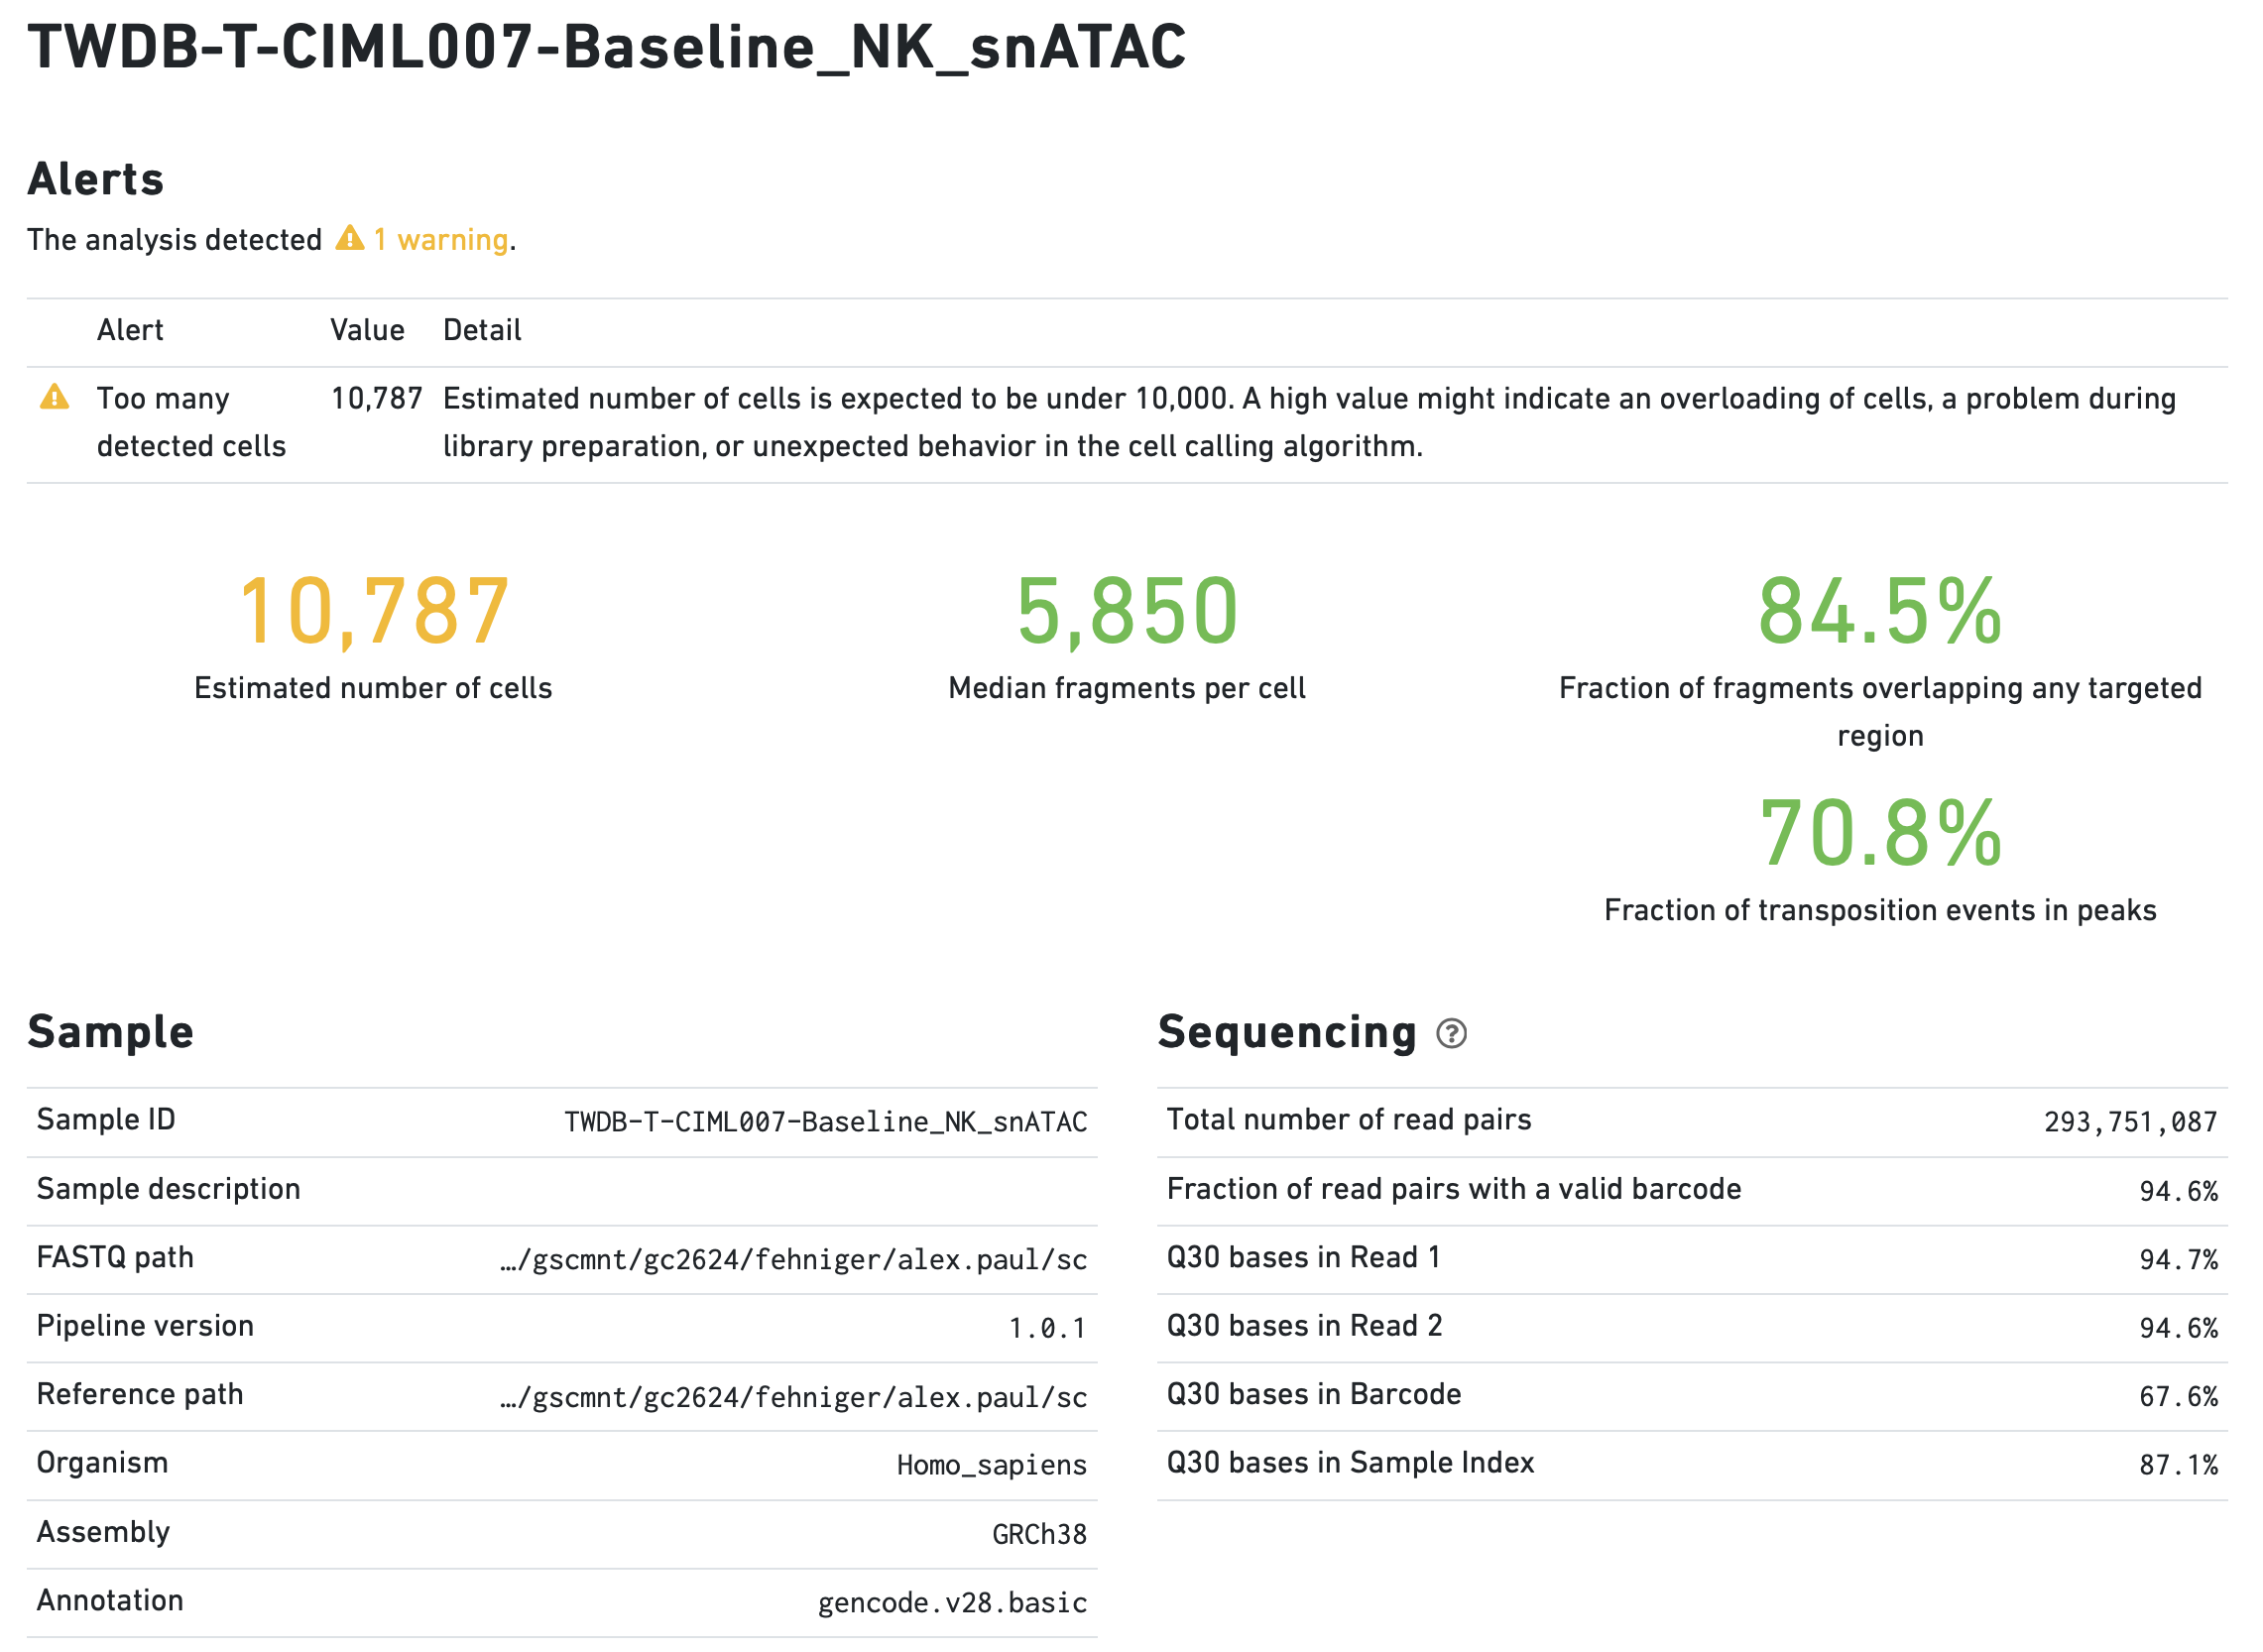 TWDB-T-CIML007-Baseline_NK_snATAC
Alerts
The analysis detected 1 warning.
Alert Value Detail
Too many 10,787 Estimated number of cells is expected to be under 10,000. A high value might indicate an overloading of cells, a problem during
detected cells library preparation, or unexpected behavior in the cell calling algorithm.
10,787
Estimated number of cells
5,850
Median fragments per cell
84.5%
Fraction of fragments overlapping any targeted
region
70.8%
Fraction of transposition events in peaks
Sample
Sample ID TWDB-T-CIML007-Baseline_NK_snATAC
Sample description
FASTQ path …/gscmnt/gc2624/fehniger/alex.paul/sc
Pipeline version 1.0.1
Reference path …/gscmnt/gc2624/fehniger/alex.paul/sc
Organism Homo_sapiens
Assembly GRCh38
Annotation gencode.v28.basic
Sequencing ?
Total number of read pairs 293,751,087
Fraction of read pairs with a valid barcode 94.6%
Q30 bases in Read 1 94.7%
Q30 bases in Read 2 94.6%
Q30 bases in Barcode 67.6%
Q30 bases in Sample Index 87.1%